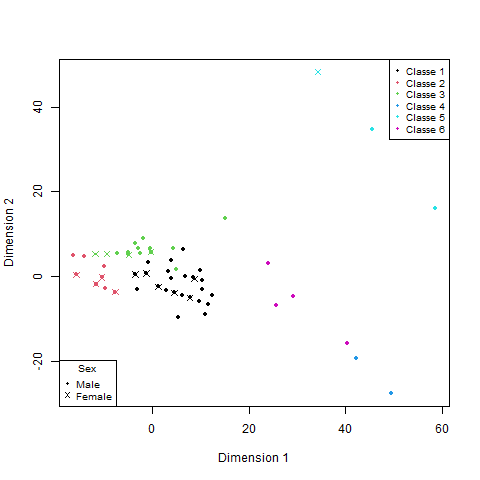 Classe 1
Classe 2
Classe 3
Classe 4
Classe 5
Classe 6
40
20
0
-20
Dimension 2
Sex
Male
Female
0
20
40
60
Dimension 1